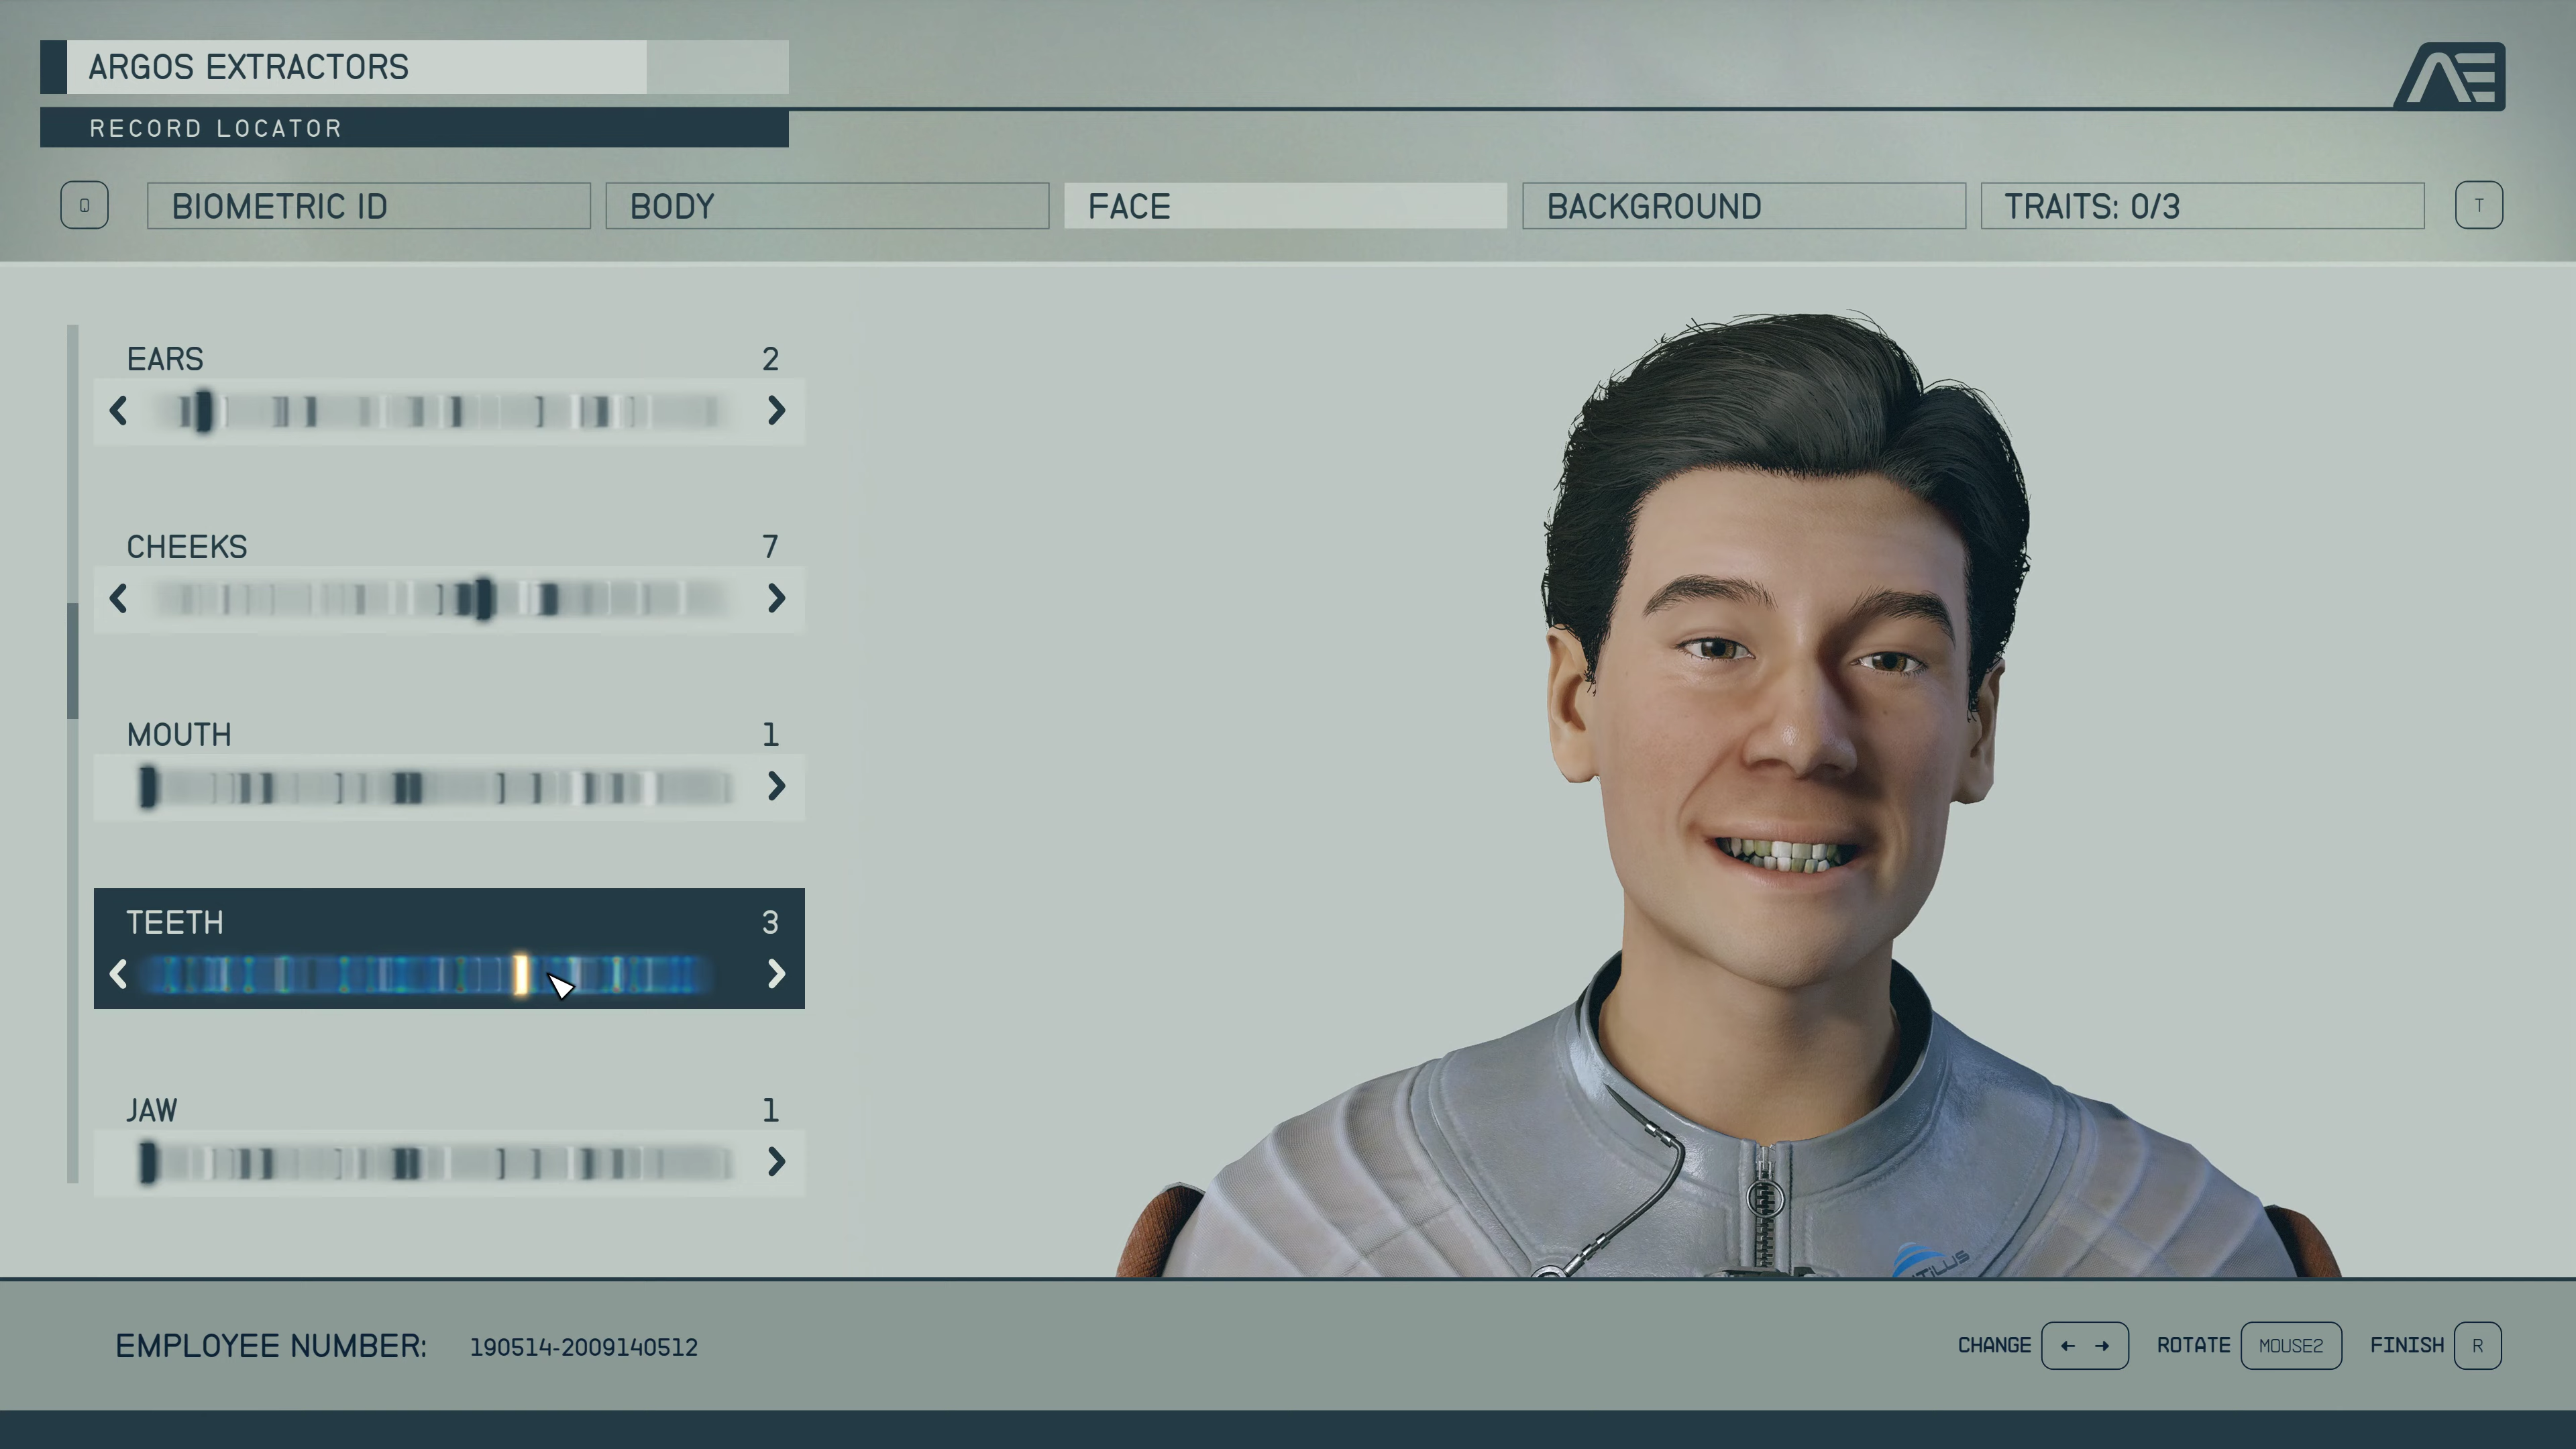 ARGOS EXTRACTORS
AE
RECORD LOCATOR
Q BIOMETRIC ID BODY FACE BACKGROUND TRAITS: 0/3 T
EARS 2
CHEEKS 7
MOUTH 1
TEETH 3
JAW 1
EMPLOYEE NUMBER: 190514-2009140512
CHANGE ROTATE MOUSE2 FINISH R